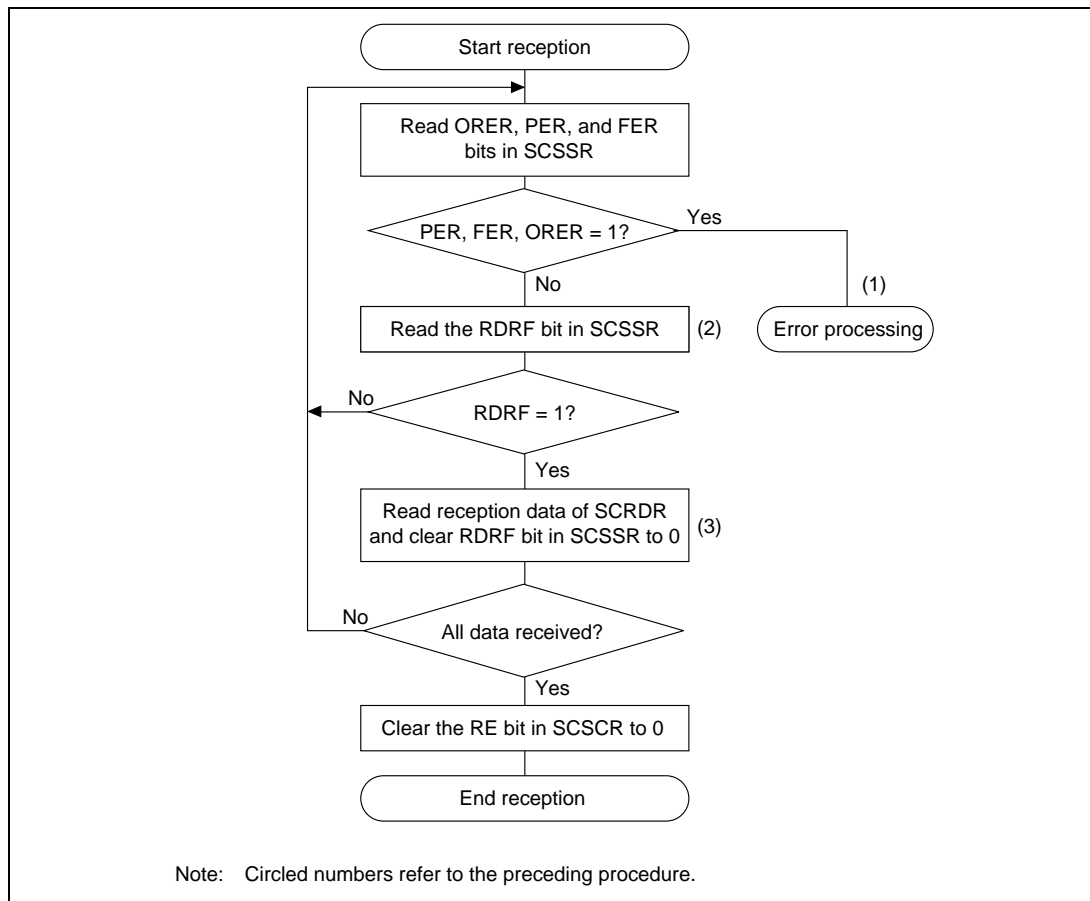 Start reception
Read ORER, PER, and FER
bits in SCSSR
PER, FER, ORER = 1?
Yes
No
(1)
Error processing
Read the RDRF bit in SCSSR
(2)
No
RDRF = 1?
Yes
Read reception data of SCRDR
and clear RDRF bit in SCSSR to 0
(3)
No
All data received?
Yes
Clear the RE bit in SCSCR to 0
End reception
Note: Circled numbers refer to the preceding procedure.